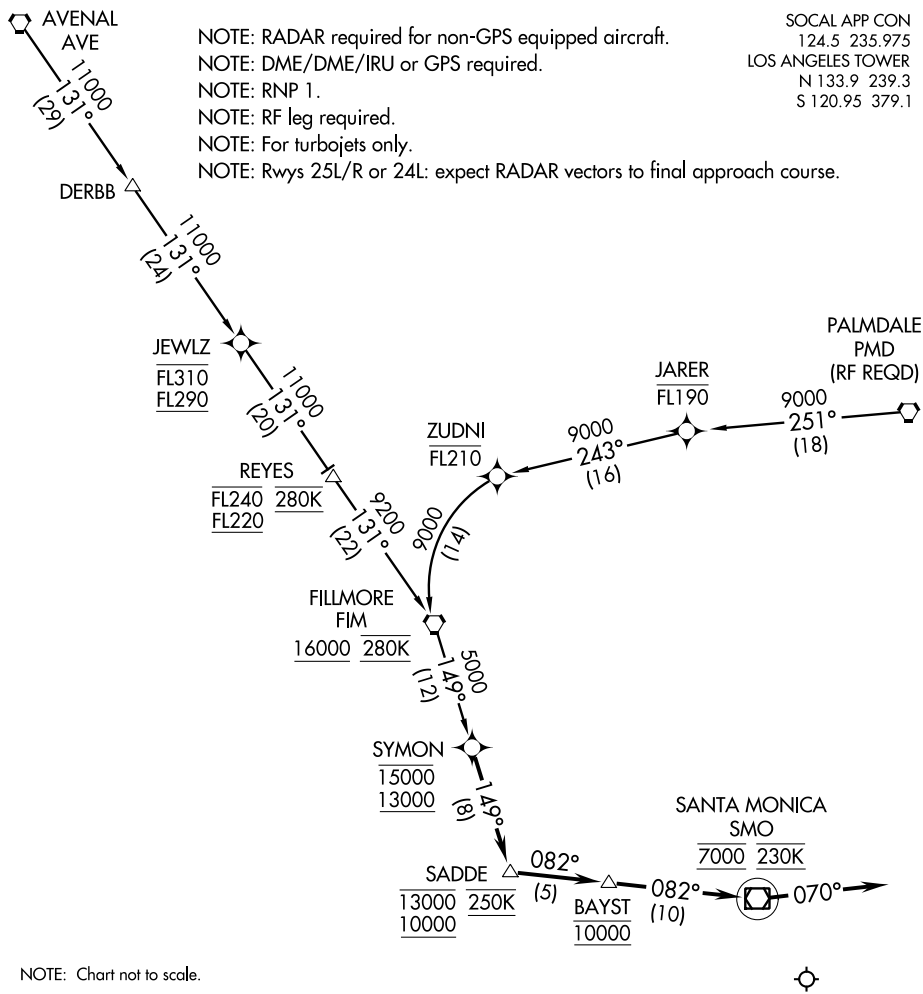 AVENAL
AVE
NOTE: RADAR required for non-GPS equipped aircraft.
NOTE: DME/DME/IRU or GPS required.
NOTE: RNP 1.
NOTE: RF leg required.
NOTE: For turbojets only.
NOTE: Rwys 25L/R or 24L: expect RADAR vectors to final approach course.
SOCAL APP CON
124.5 235.975
LOS ANGELES TOWER
N 133.9 239.3
S 120.95 379.1
11000
131°
(29)
DERBB
11000
131°
(24)
JEWLZ
FL310
FL290
11000
131°
(20)
REYES
FL240 280K
FL220
9200
131°
(22)
PALMDALE
PMD
(RF REQD)
9000
251°
(18)
JARER
FL190
9000
243°
(16)
ZUDNI
FL210
9000
(14)
FILLMORE
FIM
16000 280K
5000
149°
(12)
SYMON
15000
13000
149°
(8)
SADDE
13000 250K
10000
082°
(5)
BAYST
10000
082°
(10)
SANTA MONICA
SMO
7000 230K
070°
NOTE: Chart not to scale.